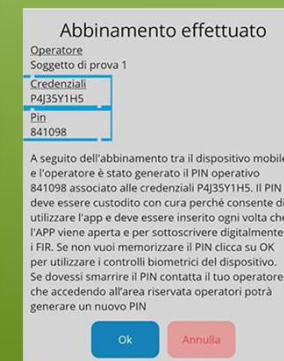 Abbinamento effettuato
Operatore
Soggetto di prova 1
Credenziali
P4J35Y1H5
Pin
841098
A seguito dell'abbinamento tra il dispositivo mobile
e l'operatore è stato generato il PIN operativo
841098 associato alle credenziali P4J35Y1H5. Il PIN
deve essere custodito con cura perché consente di
utilizzare l'app e deve essere inserito ogni volta che
l'APP viene aperta e per sottoscrivere digitalmente
i FIR. Se non vuoi memorizzare il PIN clicca su OK
per utilizzare i controlli biometrici del dispositivo.
Se dovessi smarrire il PIN contatta il tuo operatore
che accedendo all'area riservata operatori potrà
generare un nuovo PIN
Ok
Annulla